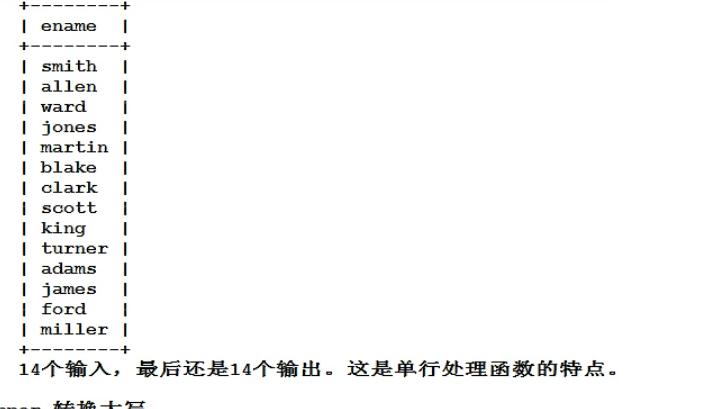 +--------+
| ename  |
+--------+
| smith  |
| allen  |
| ward   |
| jones  |
| martin |
| blake  |
| clark  |
| scott  |
| king   |
| turner |
| adams  |
| james  |
| ford   |
| miller |
+--------+
14个输入，最后还是14个输出。这是单行处理函数的特点。
转换大写